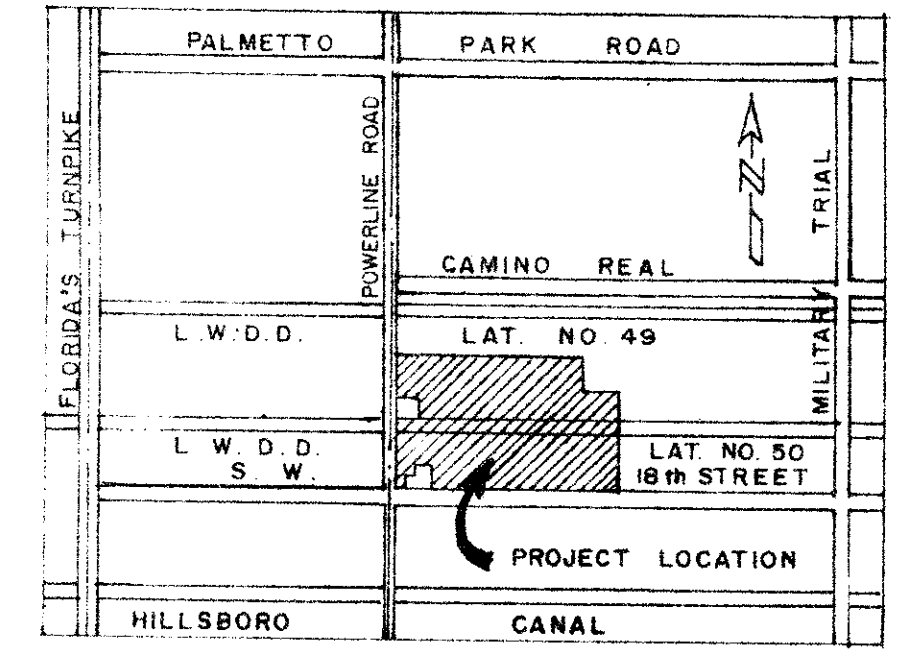 PALMETTO PARK ROAD
FLORIDA'S TURNPIKE
POWERLINE ROAD
N
MILITARY TRIAL
CAMINO REAL
L.W.D.D. LAT. NO. 49
L W. D. D. LAT. NO. 50
S. W. 18th STREET
PROJECT LOCATION
HILLSBORO CANAL